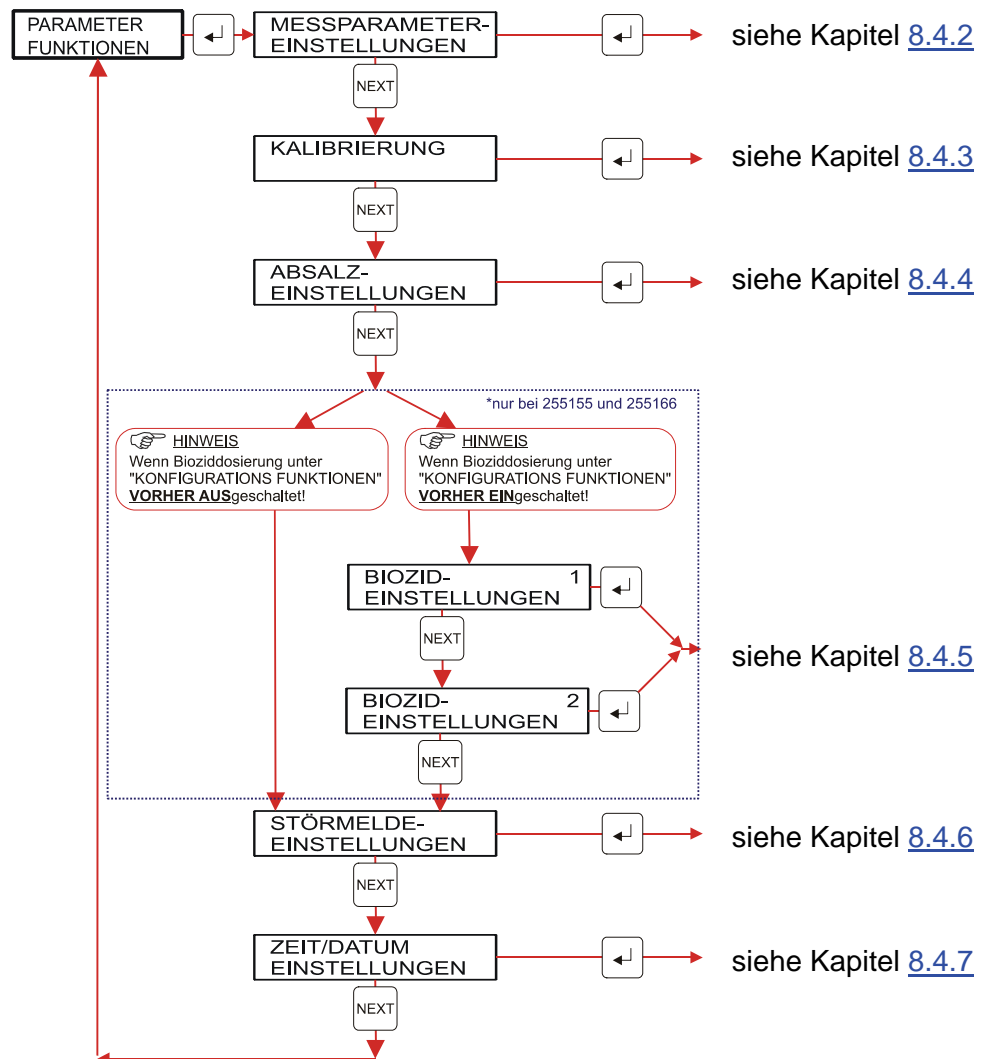 PARAMETER
FUNKTIONEN
MESSPARAMETER-
EINSTELLUNGEN
siehe Kapitel 8.4.2
NEXT
KALIBRIERUNG
siehe Kapitel 8.4.3
NEXT
ABSALZ-
EINSTELLUNGEN
siehe Kapitel 8.4.4
NEXT
*nur bei 255155 und 255166
HINWEIS
Wenn Bioziddosierung unter
"KONFIGURATIONS FUNKTIONEN"
VORHER AUSgeschaltet!
HINWEIS
Wenn Bioziddosierung unter
"KONFIGURATIONS FUNKTIONEN"
VORHER EINgeschaltet!
BIOZID- 1
EINSTELLUNGEN
NEXT
siehe Kapitel 8.4.5
BIOZID- 2
EINSTELLUNGEN
NEXT
STÖRMELDE-
EINSTELLUNGEN
siehe Kapitel 8.4.6
NEXT
ZEIT/DATUM
EINSTELLUNGEN
siehe Kapitel 8.4.7
NEXT